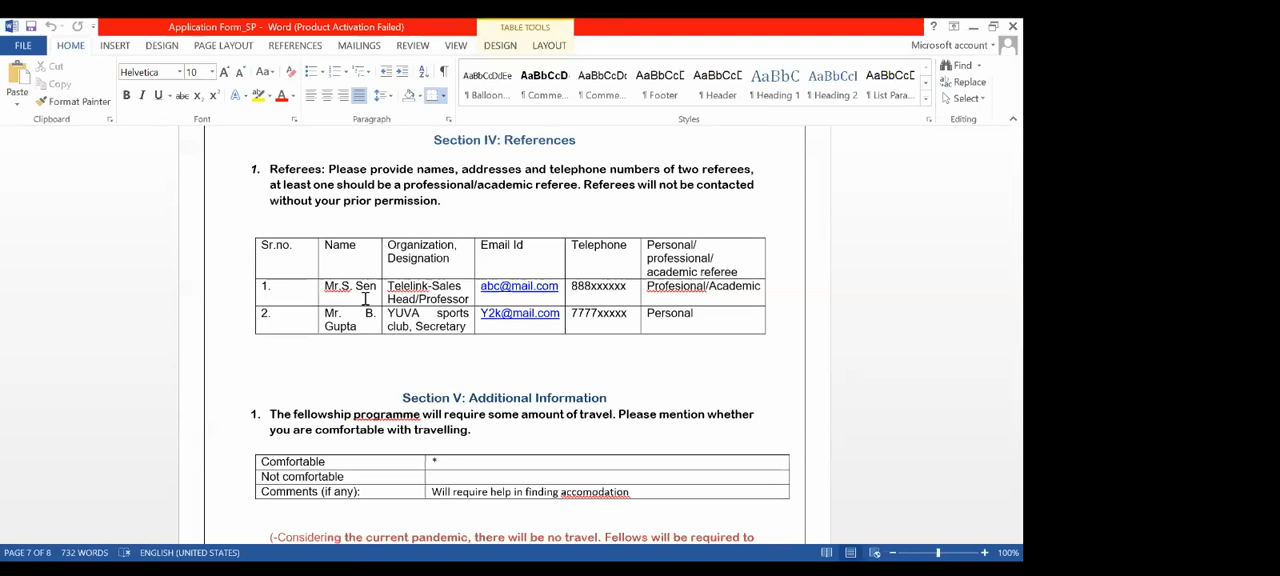 Application Form_SP - Word (Product Activation Failed)
TABLE TOOLS
FILE HOME INSERT DESIGN PAGE LAYOUT REFERENCES MAILINGS REVIEW VIEW DESIGN LAYOUT
Microsoft account
Paste
Cut
Copy
Format Painter
Clipboard
Helvetica 10
Font
Paragraph
AaBbCcDdEe AaBbCcD AaBbCcDc AaBbCcD AaBbCcD AaBbC AaBbCcl AaBbCcD
¶ Balloon... ¶ Comme... ¶ Comme... ¶ Footer ¶ Header ¶ Heading 1 ¶ Heading 2 ¶ List Para...
Styles
Find
Replace
Select
Editing
Section IV: References
1. Referees: Please provide names, addresses and telephone numbers of two referees,
at least one should be a professional/academic referee. Referees will not be contacted
without your prior permission.
Sr.no. Name Organization, Designation Email Id Telephone Personal/ professional/ academic referee
1. Mr.S. Sen Telelink-Sales Head/Professor abc@mail.com 888xxxxxx Profesional/Academic
2. Mr. B. Gupta YUVA sports club, Secretary Y2k@mail.com 7777xxxxx Personal
Section V: Additional Information
1. The fellowship programme will require some amount of travel. Please mention whether
you are comfortable with travelling.
Comfortable *
Not comfortable
Comments (if any): Will require help in finding accomodation
(-Considering the current pandemic, there will be no travel. Fellows will be required to
PAGE 7 OF 8 732 WORDS ENGLISH (UNITED STATES) 100%